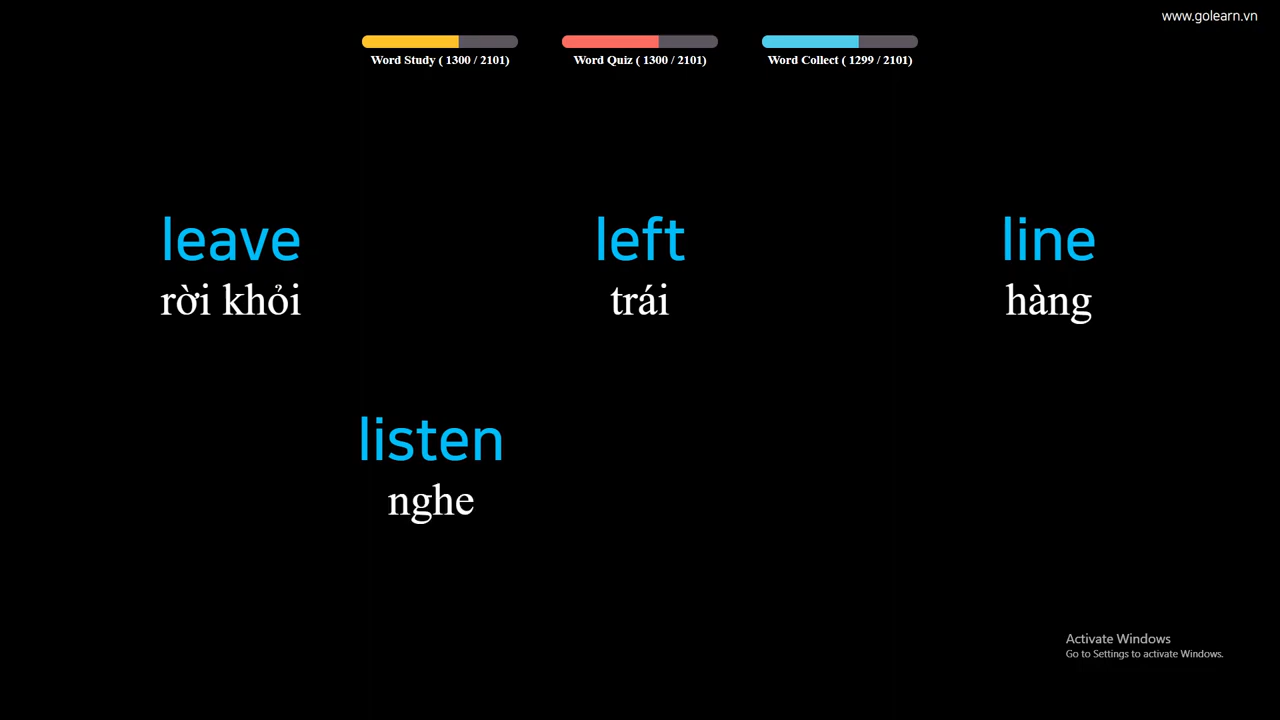 www.golearn.vn
Word Study ( 1300 / 2101) Word Quiz ( 1300 / 2101) Word Collect ( 1299 / 2101)
leave left line
rời khỏi trái hàng
listen
nghe
Activate Windows
Go to Settings to activate Windows.